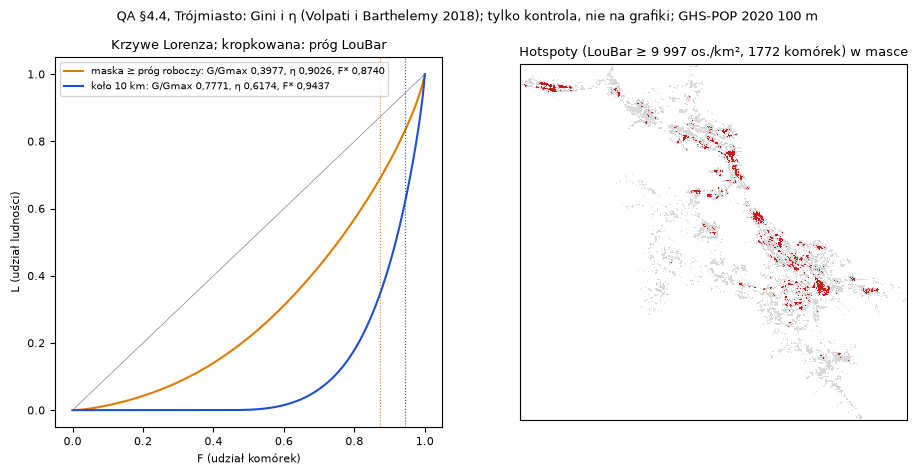 QA §4.4, Trójmiasto: Gini i η (Volpati i Barthelemy 2018); tylko kontrola, nie na grafiki; GHS-POP 2020 100 m
Krzywe Lorenza; kropkowana: próg LouBar
maska ≥ próg roboczy: G/Gmax 0,3977, η 0,9026, F* 0,8740
koło 10 km: G/Gmax 0,7771, η 0,6174, F* 0,9437
1.0
0.8
0.6
0.4
0.2
0.0
L (udział ludności)
0.0 0.2 0.4 0.6 0.8 1.0
F (udział komórek)
Hotspoty (LouBar ≥ 9 997 os./km², 1772 komórek) w masce